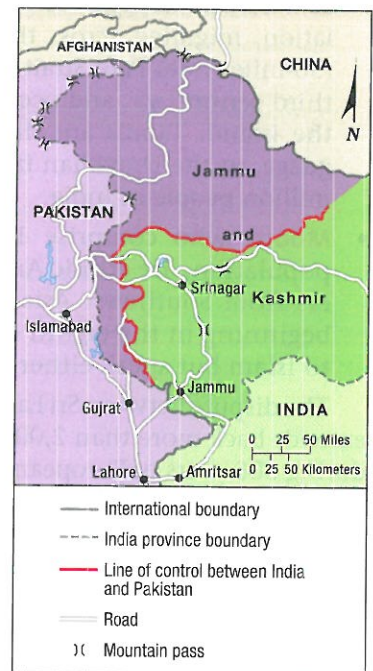 AFGHANISTAN
CHINA
N
Jammu
PAKISTAN
and
Srinagar
Kashmir
Islamabad
Jammu
Gujrat
INDIA
0 25 50 Miles
0 25 50 Kilometers
Lahore
Amritsar
International boundary
India province boundary
Line of control between India
and Pakistan
Road
Mountain pass